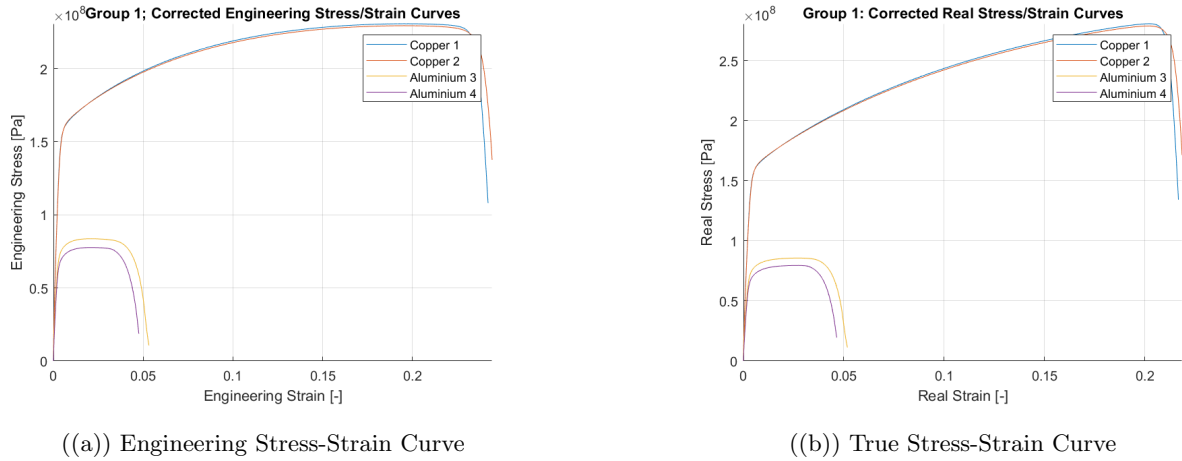 ×10⁸
Group 1; Corrected Engineering Stress/Strain Curves
Copper 1
Copper 2
Aluminium 3
Aluminium 4
2
1.5
1
0.5
0
Engineering Stress [Pa]
0
0.05
0.1
0.15
0.2
Engineering Strain [-]
((a)) Engineering Stress-Strain Curve
×10⁸
Group 1: Corrected Real Stress/Strain Curves
Copper 1
Copper 2
Aluminium 3
Aluminium 4
2.5
2
1.5
1
0.5
0
Real Stress [Pa]
0
0.05
0.1
0.15
0.2
Real Strain [-]
((b)) True Stress-Strain Curve